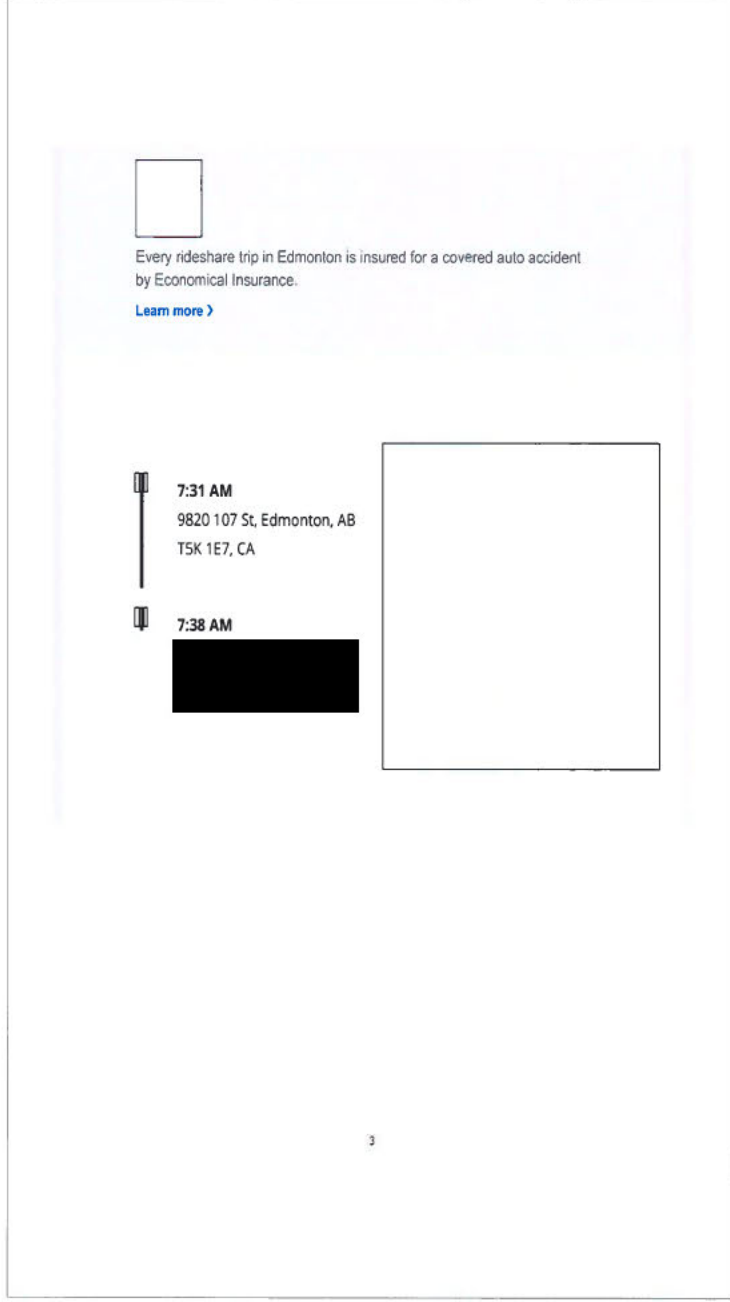 Every rideshare trip in Edmonton is insured for a covered auto accident
by Economical Insurance.
Learn more ❯
7:31 AM
9820 107 St, Edmonton, AB
T5K 1E7, CA
7:38 AM
3